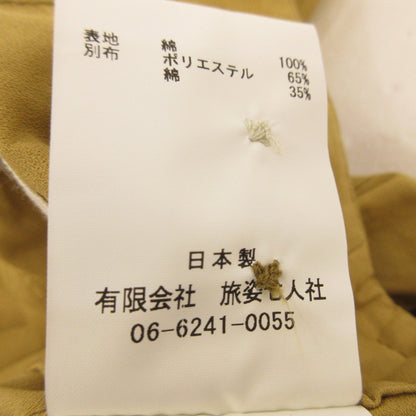 表地 綿 100%
別布 ポリエステル 65%
綿 35%
日本製
有限会社 旅姿七人社
06-6241-0055